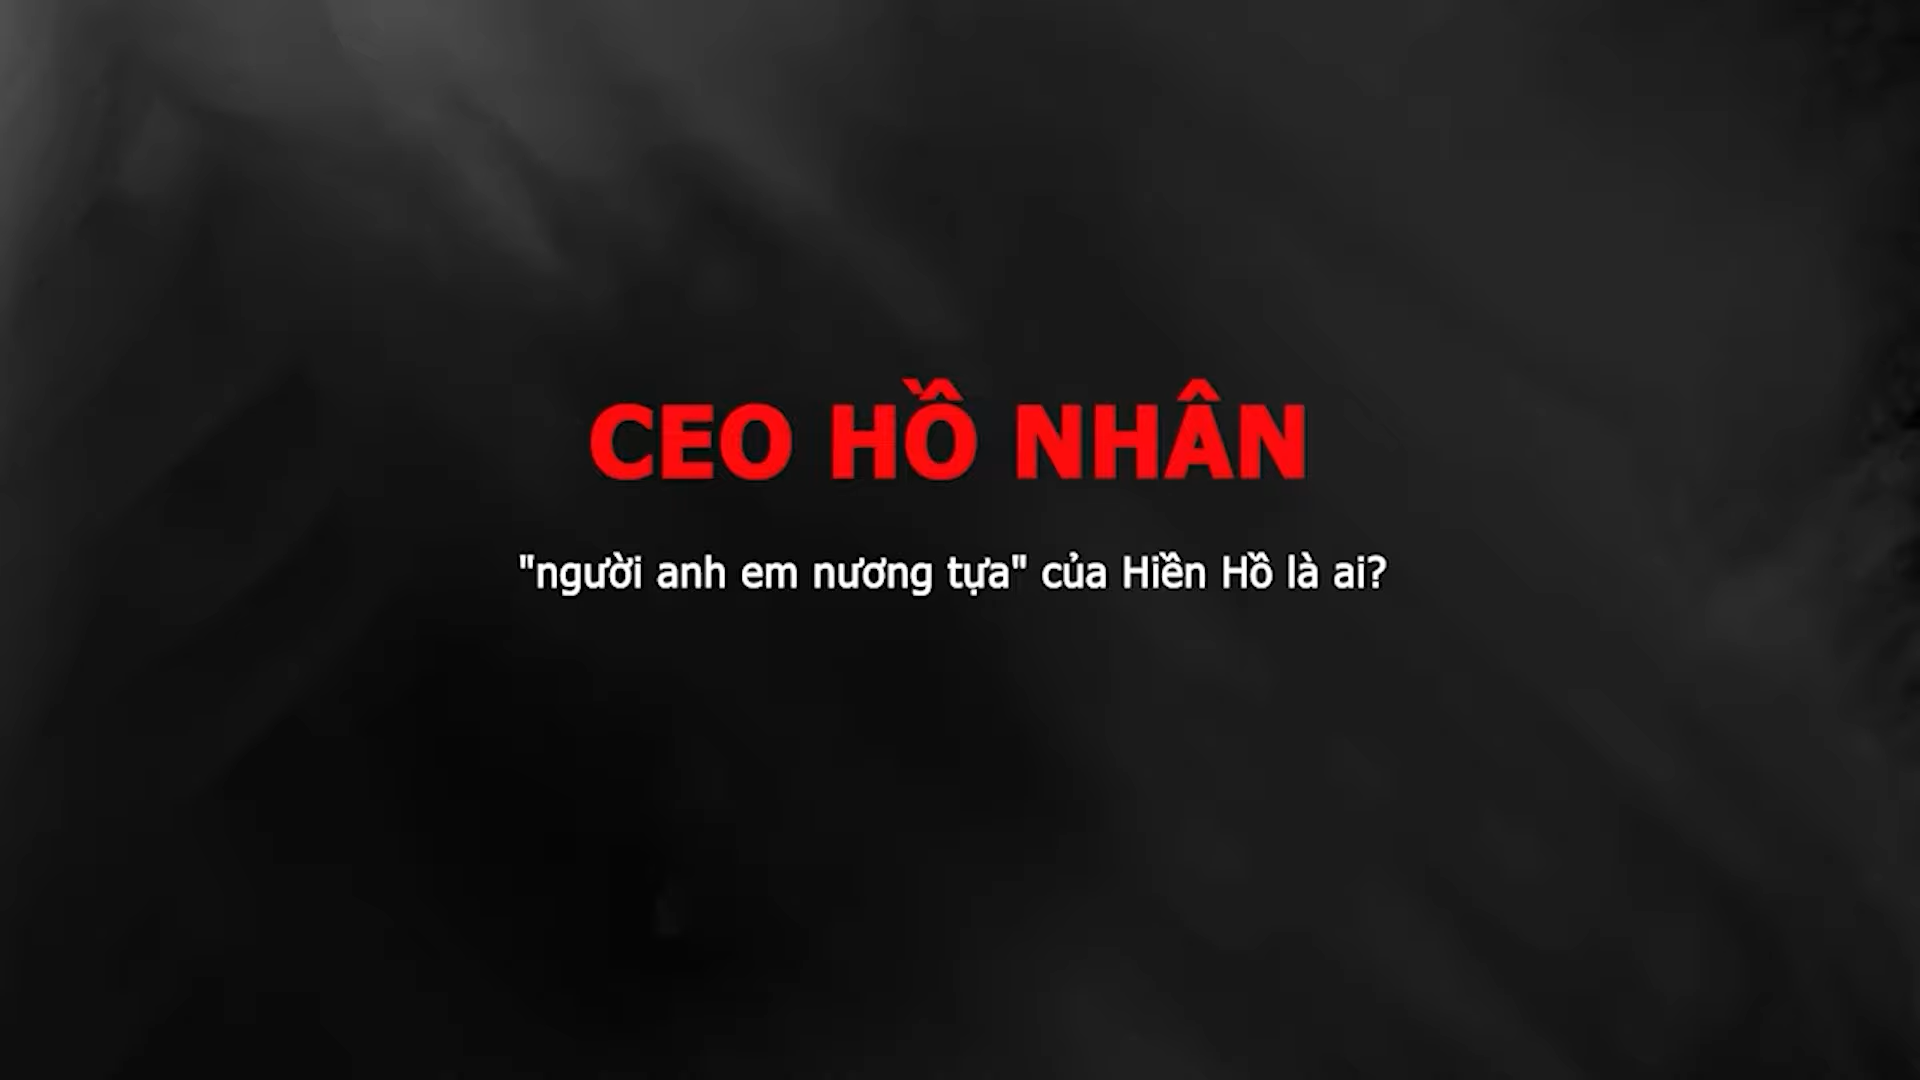 CEO HỒ NHÂN
"người anh em nương tựa" của Hiền Hồ là ai?